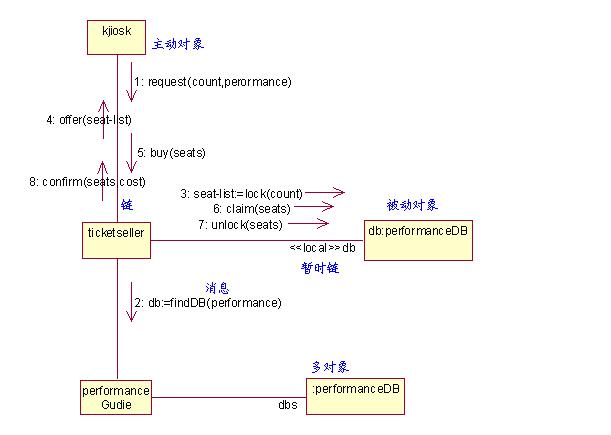 kjiosk
主动对象
1: request(count,perormance)
4: offer(seat-list)
5: buy(seats)
8: confirm(seats,cost)
3: seat-list:=lock(count)
6: claim(seats)
7: unlock(seats)
链
被动对象
ticketseller
db:performanceDB
<<local>>db
暂时链
消息
2: db:=findDB(performance)
多对象
performance
Gudie
:performanceDB
dbs